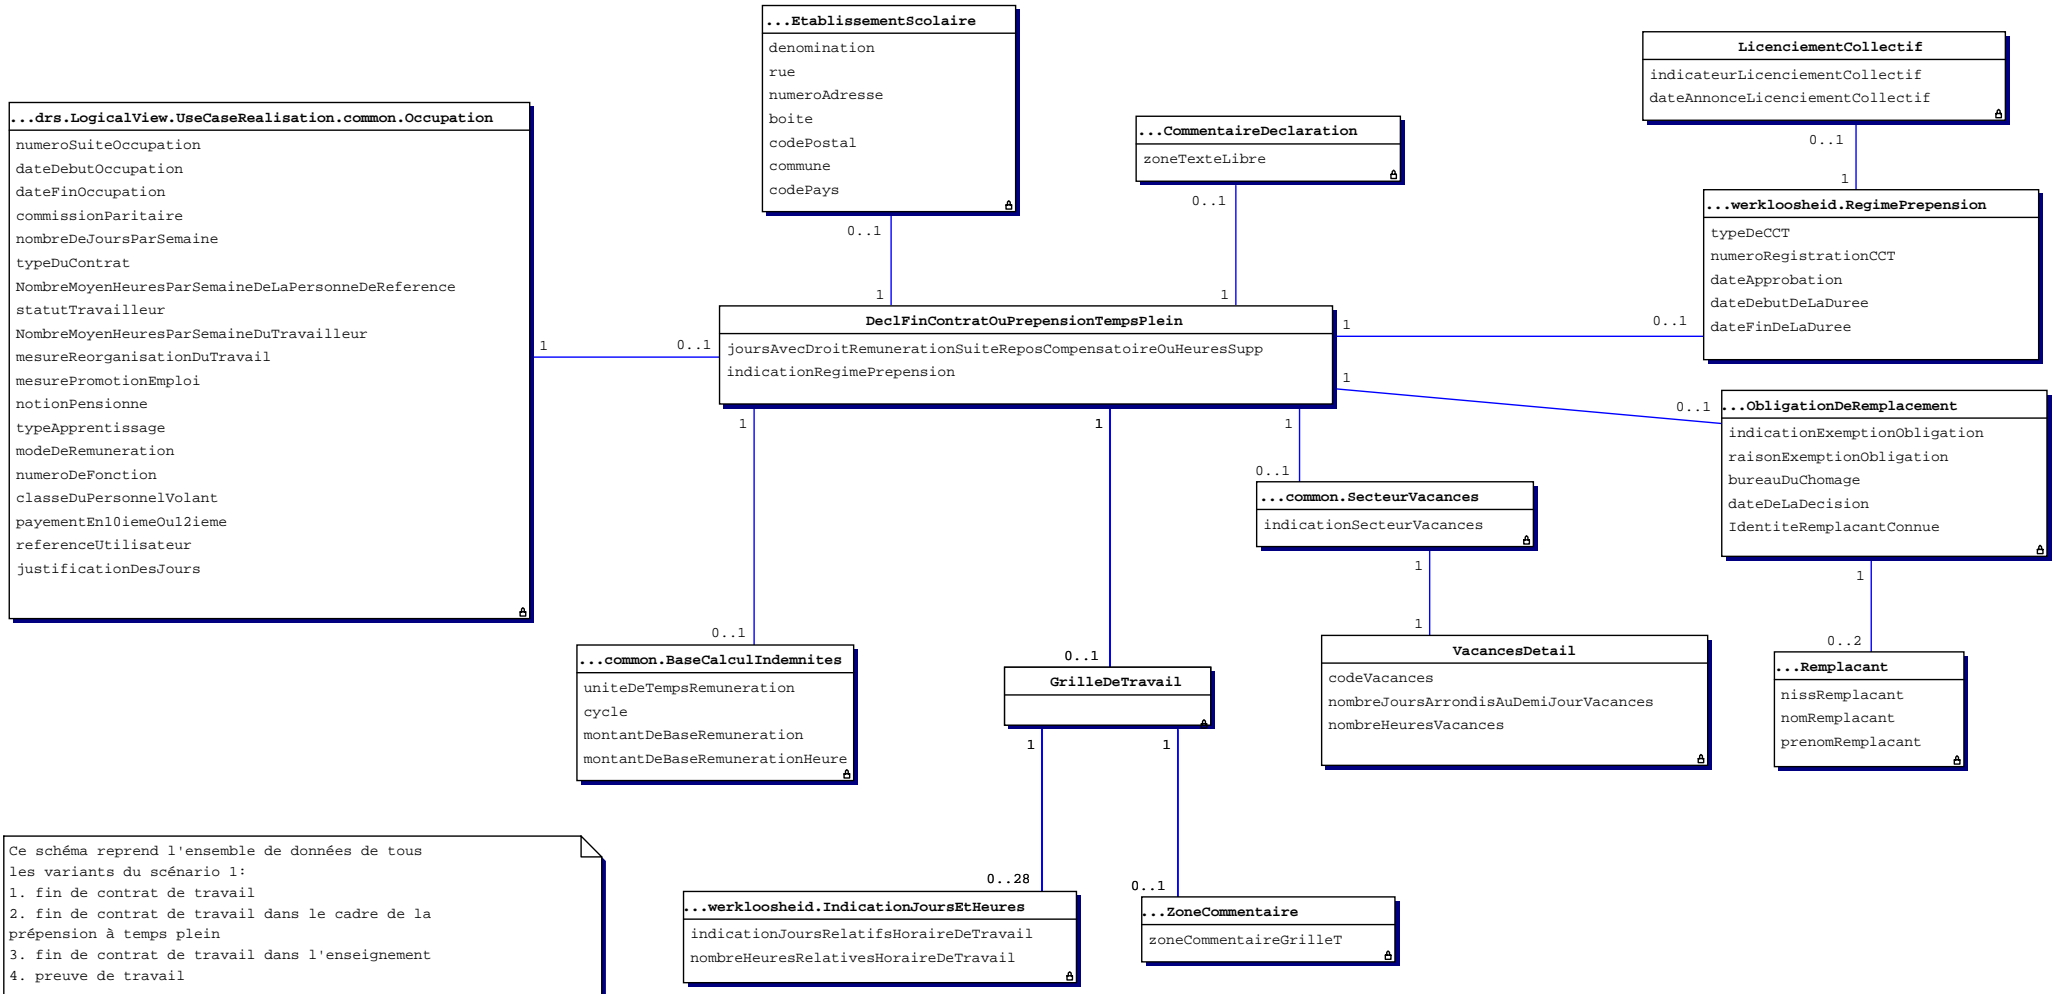 ...EtablissementScolaire
denomination
rue
numeroAdresse
boite
codePostal
commune
codePays
0..1
1
LicenciementCollectif
indicateurLicenciementCollectif
dateAnnonceLicenciementCollectif
0..1
1
...drs.LogicalView.UseCaseRealisation.common.Occupation
numeroSuiteOccupation
dateDebutOccupation
dateFinOccupation
commissionParitaire
nombreDeJoursParSemaine
typeDuContrat
NombreMoyenHeuresParSemaineDeLaPersonneDeReference
statutTravailleur
NombreMoyenHeuresParSemaineDuTravailleur
mesureReorganisationDuTravail
mesurePromotionEmploi
notionPensionne
typeApprentissage
modeDeRemuneration
numeroDeFonction
classeDuPersonnelVolant
payementEn10iemeOu12ieme
referenceUtilisateur
justificationDesJours
1
0..1
...CommentaireDeclaration
zoneTexteLibre
0..1
1
...werkloosheid.RegimePrepension
typeDeCCT
numeroRegistrationCCT
dateApprobation
dateDebutDeLaDuree
dateFinDeLaDuree
DeclFinContratOuPrepensionTempsPlein
joursAvecDroitRemunerationSuiteReposCompensatoireOuHeuresSupp
indicationRegimePrepension
1
0..1
1
0..1
...ObligationDeRemplacement
indicationExemptionObligation
raisonExemptionObligation
bureauDuChomage
dateDeLaDecision
IdentiteRemplacantConnue
1
0..2
1
0..1
1
0..1
1
0..1
...common.SecteurVacances
indicationSecteurVacances
1
1
...common.BaseCalculIndemnites
uniteDeTempsRemuneration
cycle
montantDeBaseRemuneration
montantDeBaseRemunerationHeure
GrilleDeTravail
1
1
0..28
0..1
VacancesDetail
codeVacances
nombreJoursArrondisAuDemiJourVacances
nombreHeuresVacances
...Remplacant
nissRemplacant
nomRemplacant
prenomRemplacant
Ce schéma reprend l'ensemble de données de tous
les variants du scénario 1:
1. fin de contrat de travail
2. fin de contrat de travail dans le cadre de la
prépension à temps plein
3. fin de contrat de travail dans l'enseignement
4. preuve de travail
...werkloosheid.IndicationJoursEtHeures
indicationJoursRelatifsHoraireDeTravail
nombreHeuresRelativesHoraireDeTravail
...ZoneCommentaire
zoneCommentaireGrilleT